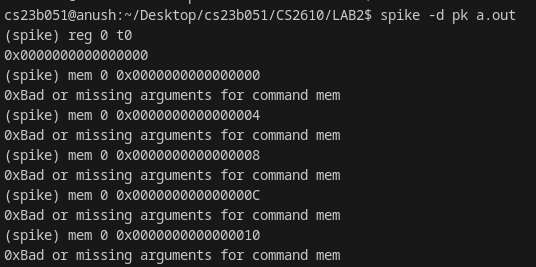 cs23b051@anush:~/Desktop/cs23b051/CS2610/LAB2$ spike -d pk a.out
(spike) reg 0 t0
0x0000000000000000
(spike) mem 0 0x0000000000000000
0xBad or missing arguments for command mem
(spike) mem 0 0x0000000000000004
0xBad or missing arguments for command mem
(spike) mem 0 0x0000000000000008
0xBad or missing arguments for command mem
(spike) mem 0 0x000000000000000C
0xBad or missing arguments for command mem
(spike) mem 0 0x0000000000000010
0xBad or missing arguments for command mem